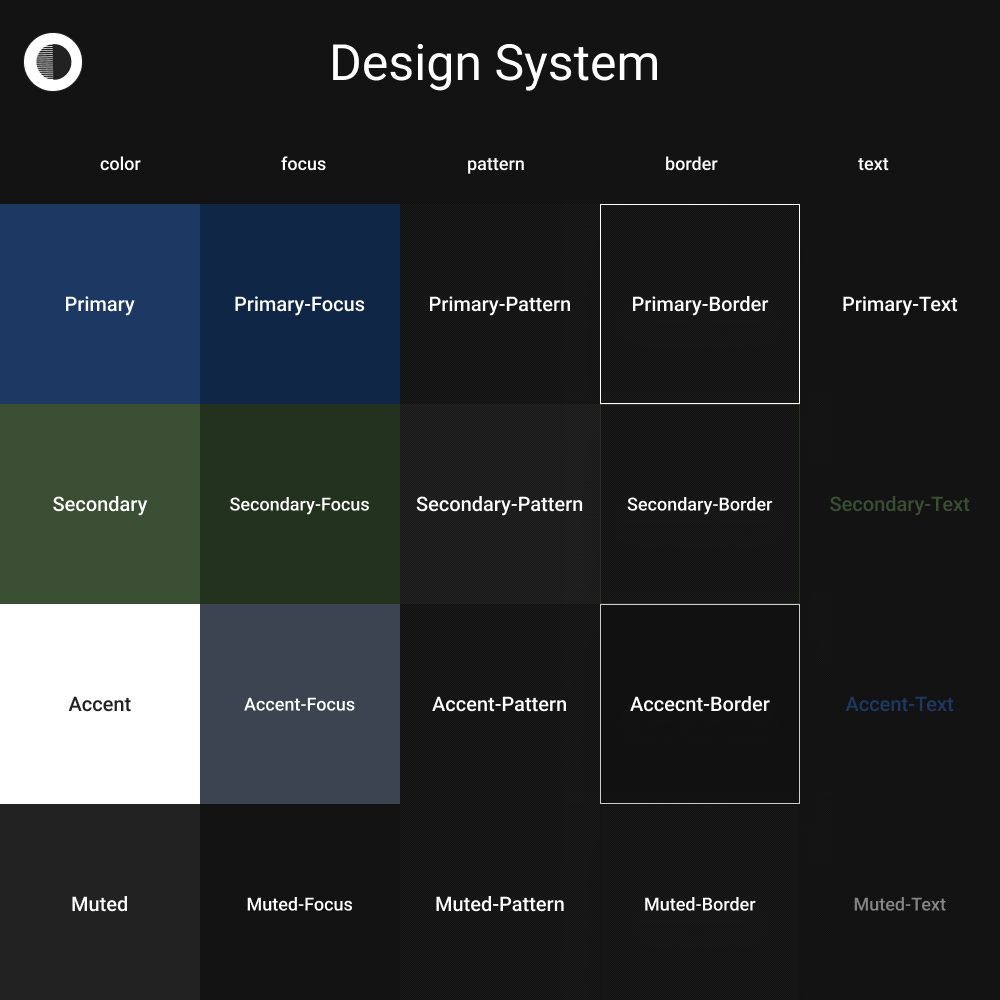 Design System
color
focus
pattern
border
text
Primary
Primary-Focus
Primary-Pattern
Primary-Border
Primary-Text
Secondary
Secondary-Focus
Secondary-Pattern
Secondary-Border
Secondary-Text
Accent
Accent-Focus
Accent-Pattern
Accecnt-Border
Accent-Text
Muted
Muted-Focus
Muted-Pattern
Muted-Border
Muted-Text